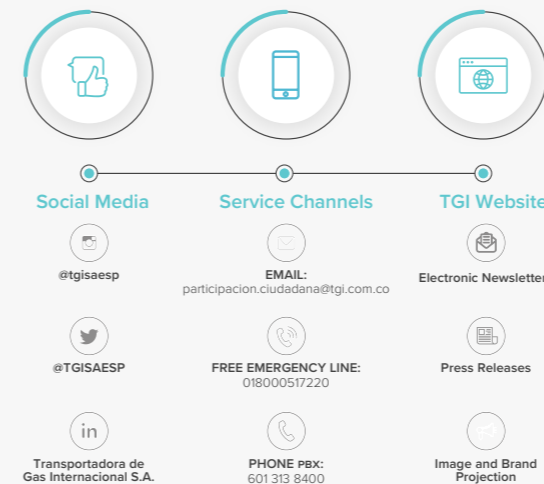 Social Media
@tgisaesp
@TGISAESP
in
Transportadora de
Gas Internacional S.A.
Service Channels
EMAIL:
participacion.ciudadana@tgi.com.co
FREE EMERGENCY LINE:
018000517220
PHONE PBX:
601 313 8400
TGI Website
Electronic Newsletter
Press Releases
Image and Brand
Projection